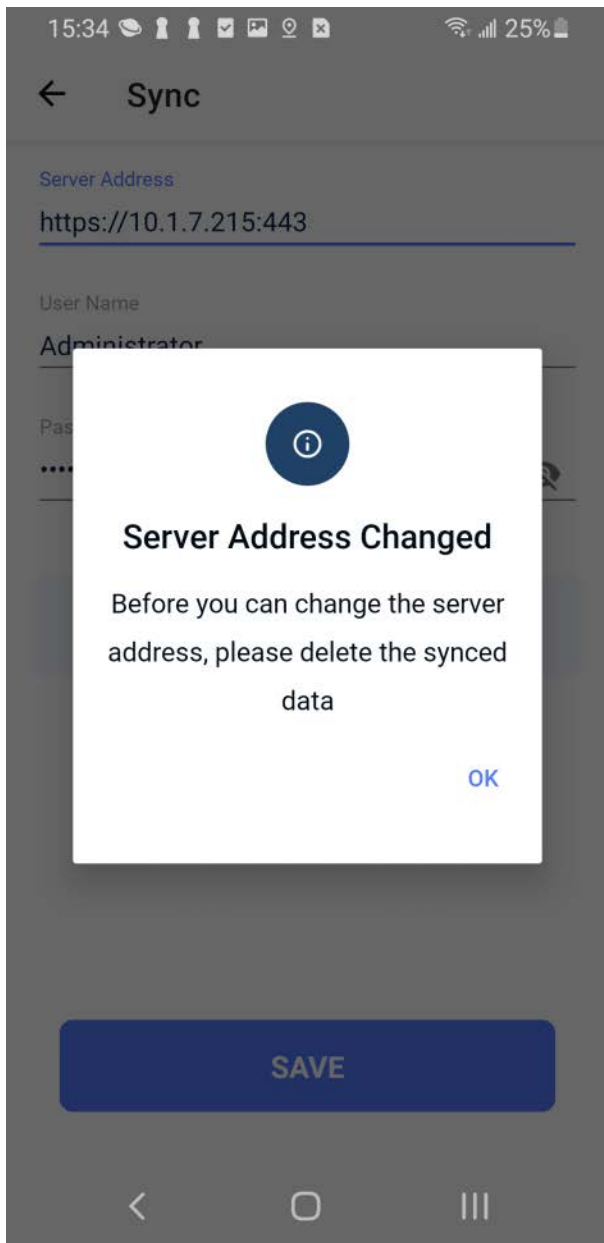 15:34
25%
Sync
Server Address
https://10.1.7.215:443
User Name
Administrator
Server Address Changed
Before you can change the server
address, please delete the synced
data
OK
SAVE